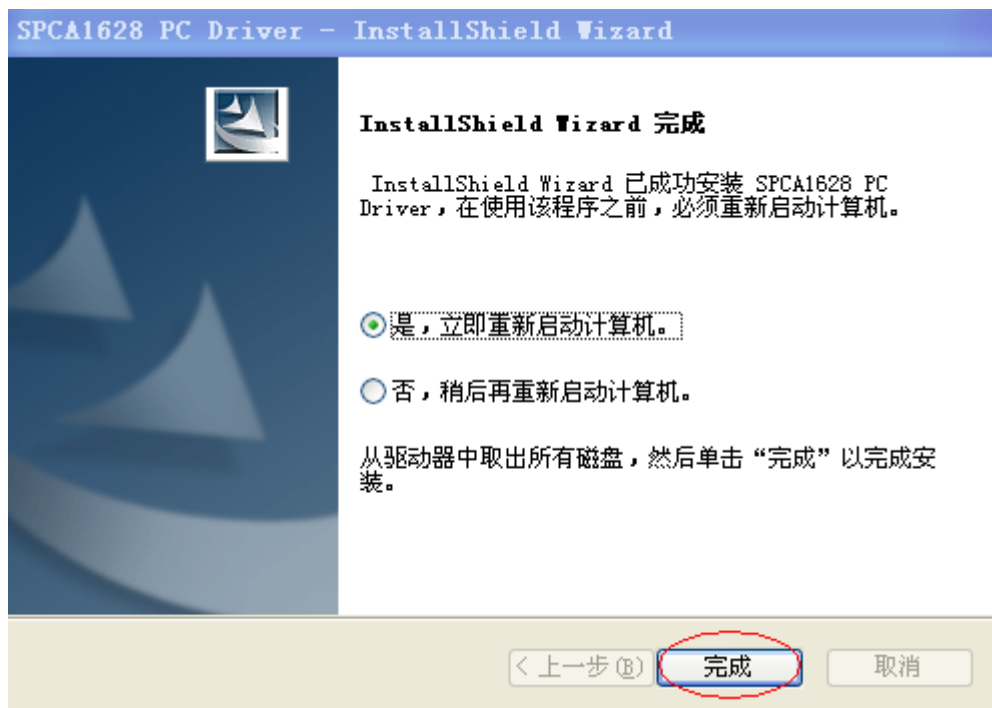 SPCA1628 PC Driver - InstallShield Wizard
InstallShield Wizard 完成
InstallShield Wizard 已成功安装 SPCA1628 PC
Driver，在使用该程序之前，必须重新启动计算机。
是，立即重新启动计算机。
否，稍后再重新启动计算机。
从驱动器中取出所有磁盘，然后单击“完成”以完成安
装。
< 上一步(B) 完成 取消